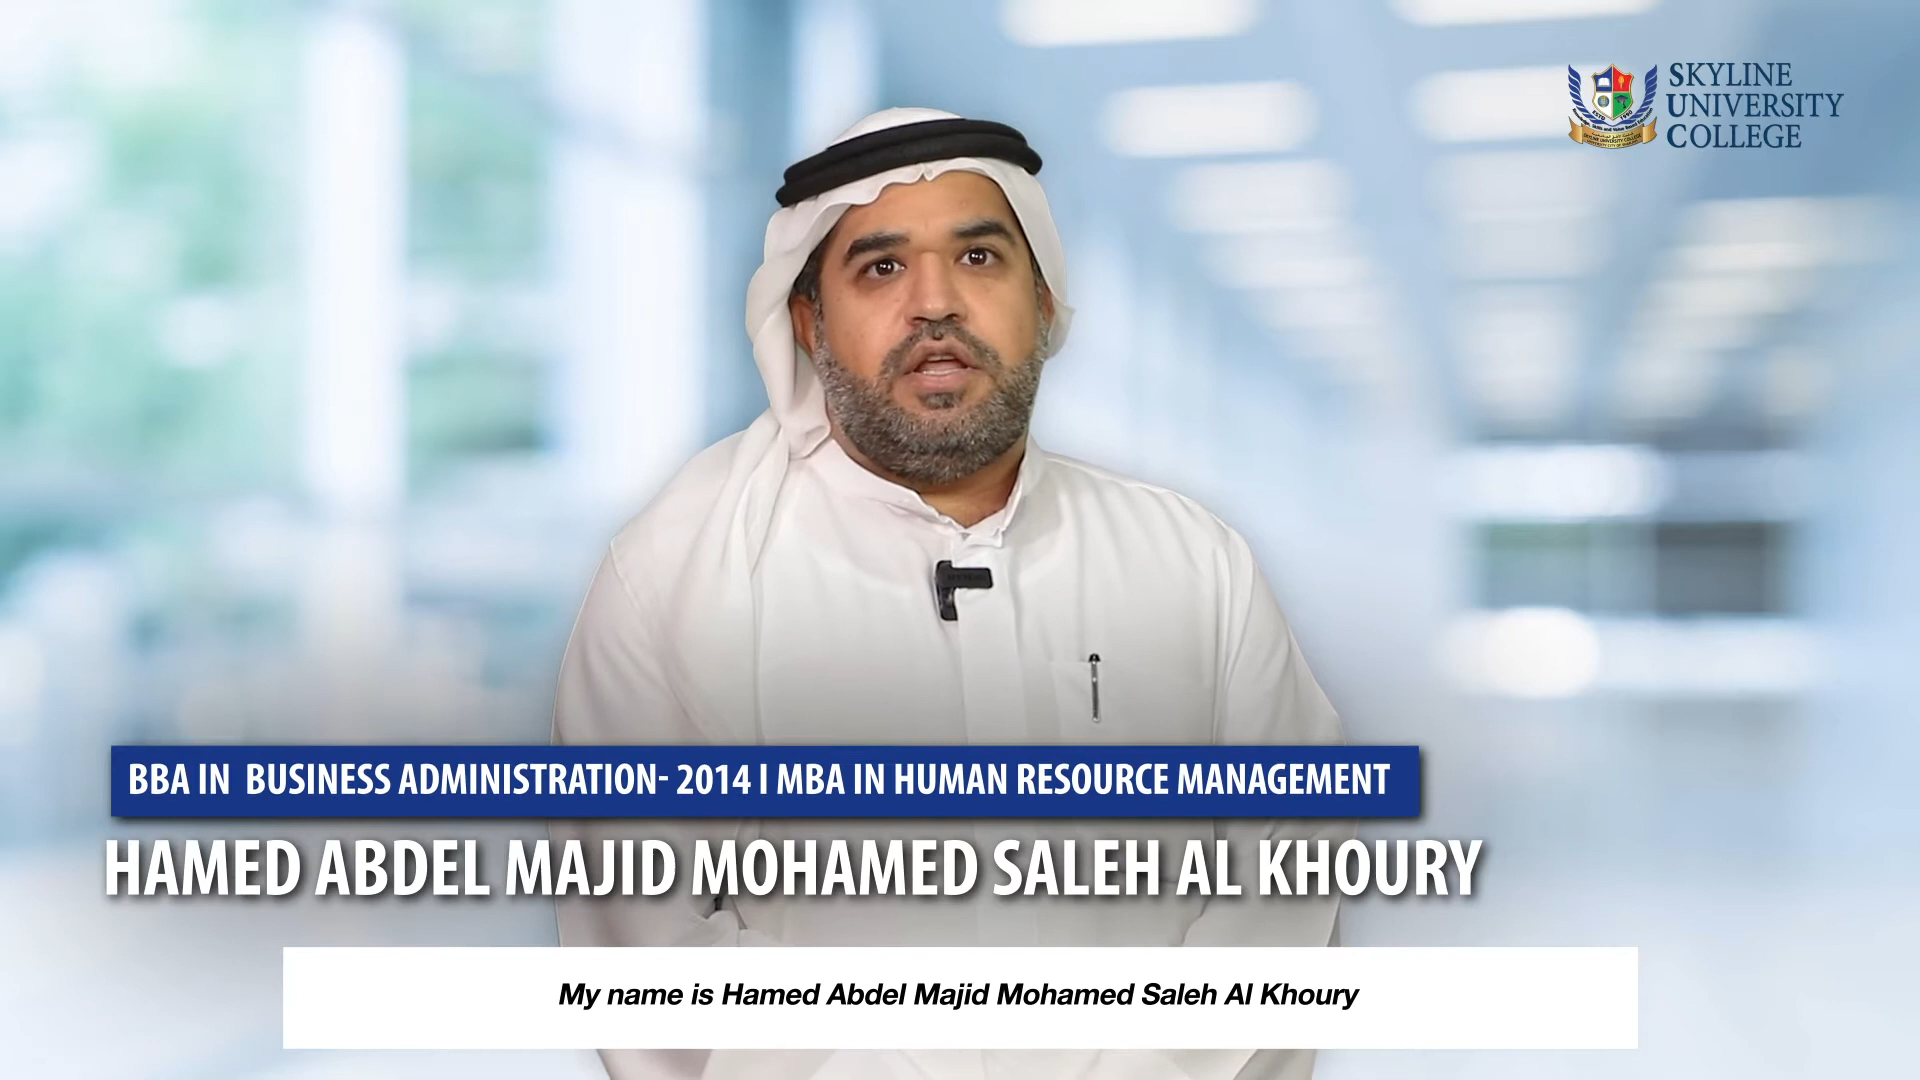 SKYLINE
UNIVERSITY
COLLEGE
BBA IN BUSINESS ADMINISTRATION- 2014 I MBA IN HUMAN RESOURCE MANAGEMENT
HAMED ABDEL MAJID MOHAMED SALEH AL KHOURY
My name is Hamed Abdel Majid Mohamed Saleh Al Khoury